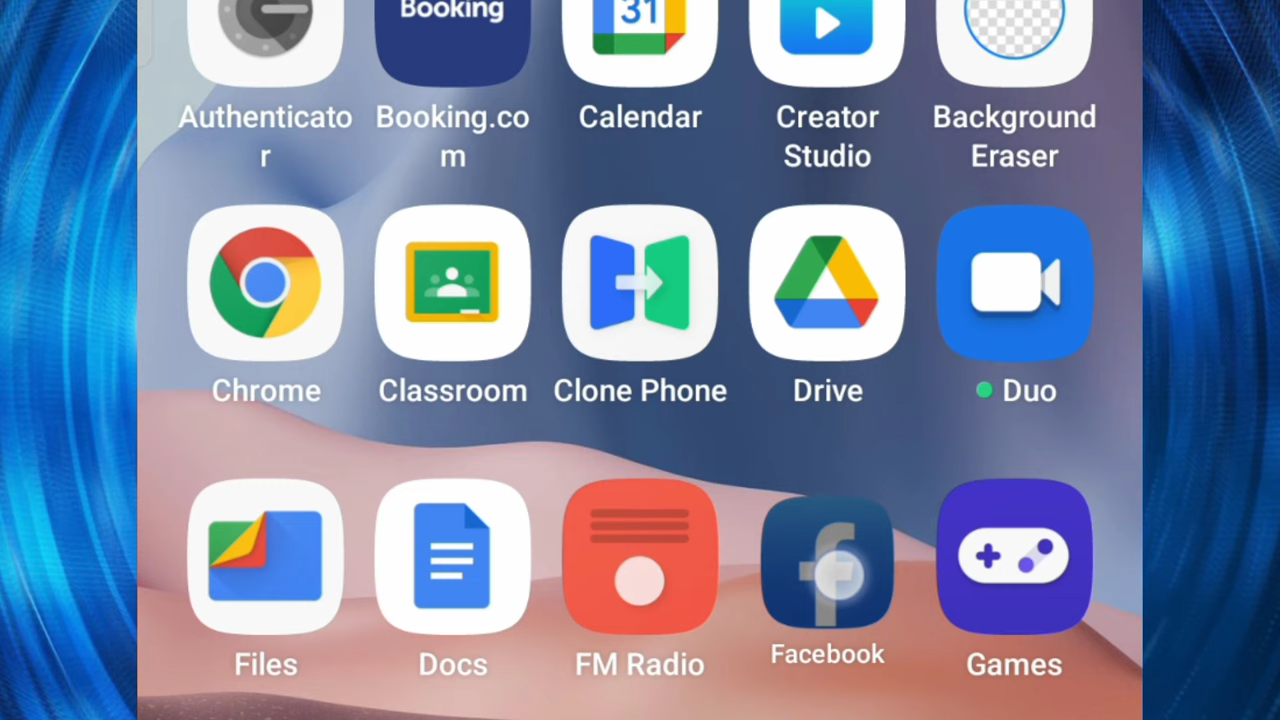 Booking
31
Authenticato
r
Booking.co
m
Calendar
Creator
Studio
Background
Eraser
Chrome
Classroom
Clone Phone
Drive
Duo
Files
Docs
FM Radio
f
Facebook
Games